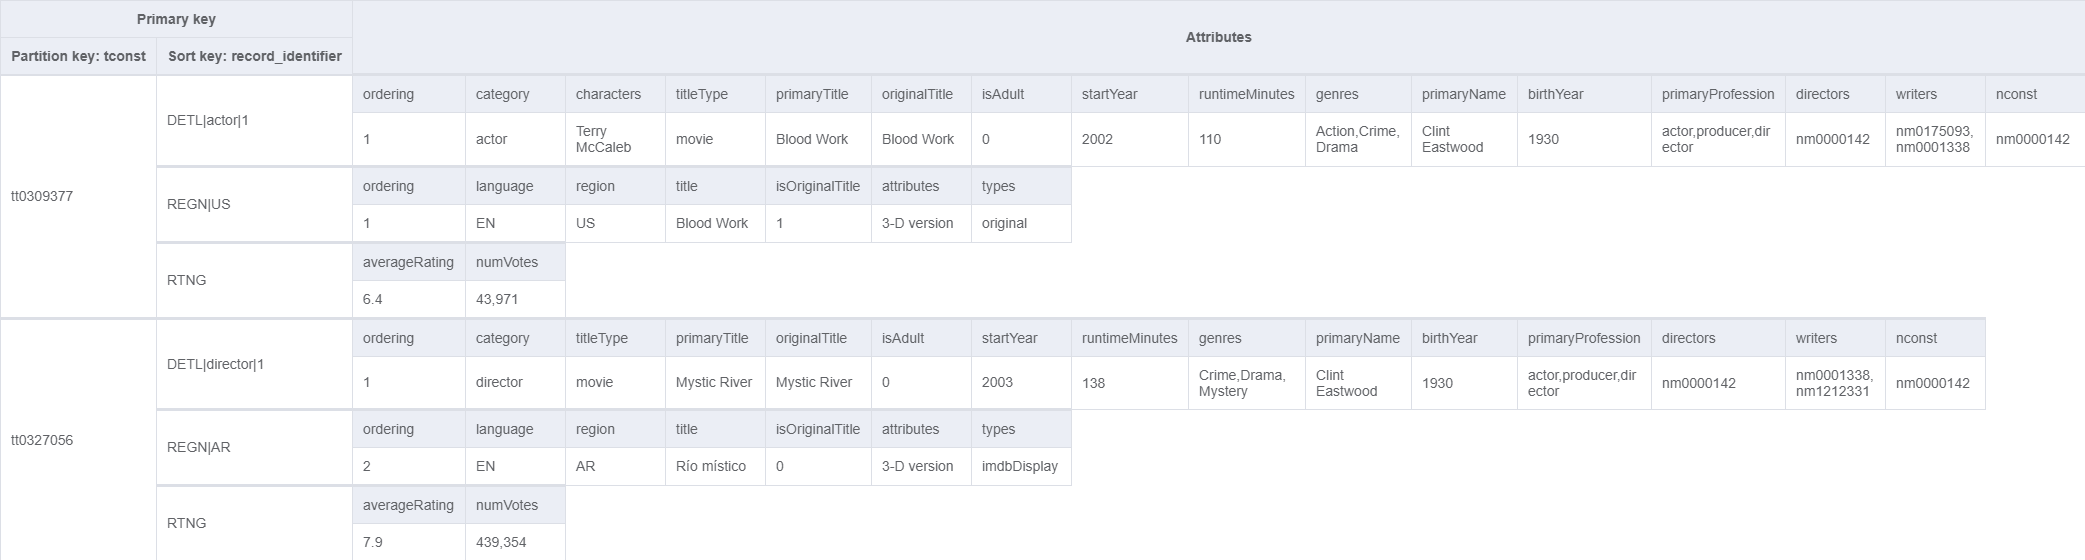 Primary key
Attributes
Partition key: tconst Sort key: record_identifier
tt0309377
DETL|actor|1
ordering category characters titleType primaryTitle originalTitle isAdult startYear runtimeMinutes genres primaryName birthYear primaryProfession directors writers nconst
1 actor Terry McCaleb movie Blood Work Blood Work 0 2002 110 Action,Crime,Drama Clint Eastwood 1930 actor,producer,director nm0000142 nm0175093,nm0001338 nm0000142
REGN|US
ordering language region title isOriginalTitle attributes types
1 EN US Blood Work 1 3-D version original
RTNG
averageRating numVotes
6.4 43,971
tt0327056
DETL|director|1
ordering category titleType primaryTitle originalTitle isAdult startYear runtimeMinutes genres primaryName birthYear primaryProfession directors writers nconst
1 director movie Mystic River Mystic River 0 2003 138 Crime,Drama,Mystery Clint Eastwood 1930 actor,producer,director nm0000142 nm0001338,nm1212331 nm0000142
REGN|AR
ordering language region title isOriginalTitle attributes types
2 EN AR Río místico 0 3-D version imdbDisplay
RTNG
averageRating numVotes
7.9 439,354